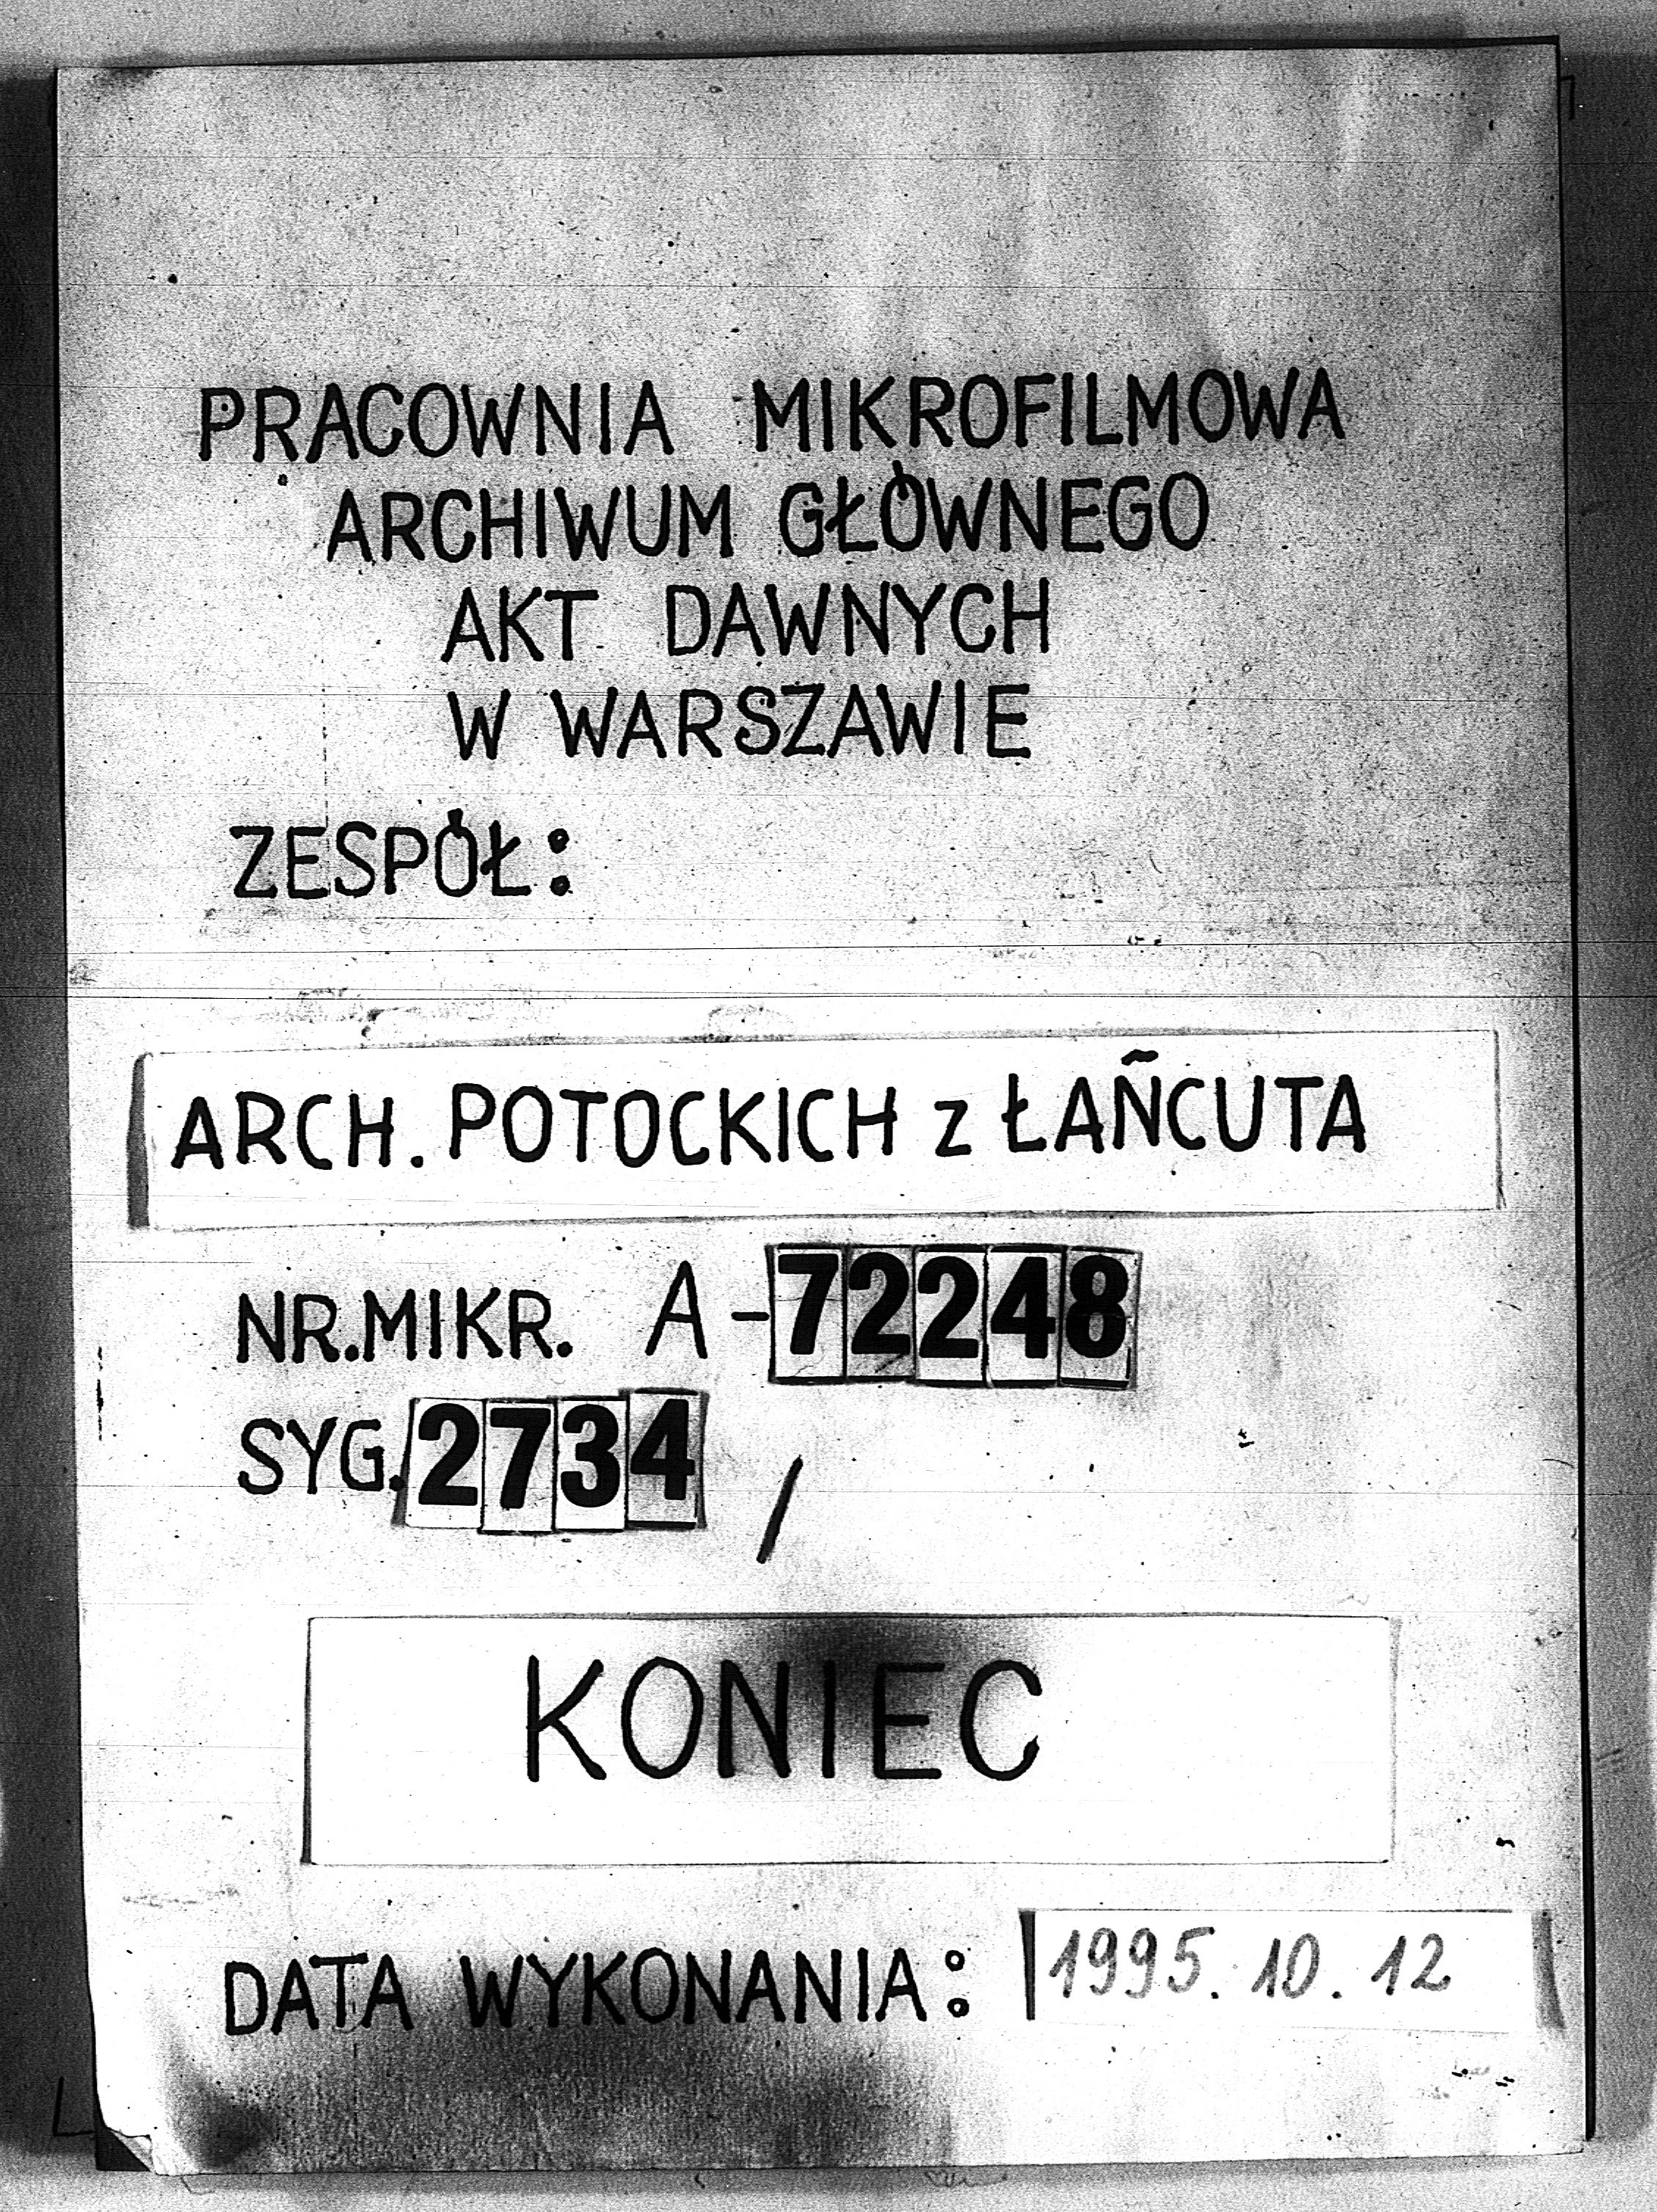 PRACOWNIA MIKROFILMOWA
ARCHIWUM GŁÓWNEGO
AKT DAWNYCH
W WARSZAWIE
ZESPÓŁ:
ARCH. POTOCKICH z ŁAÑCUTA
NR.MIKR. A-72248
SYG. 2734 /
KONIEC
DATA WYKONANIA: 1995. 10. 12